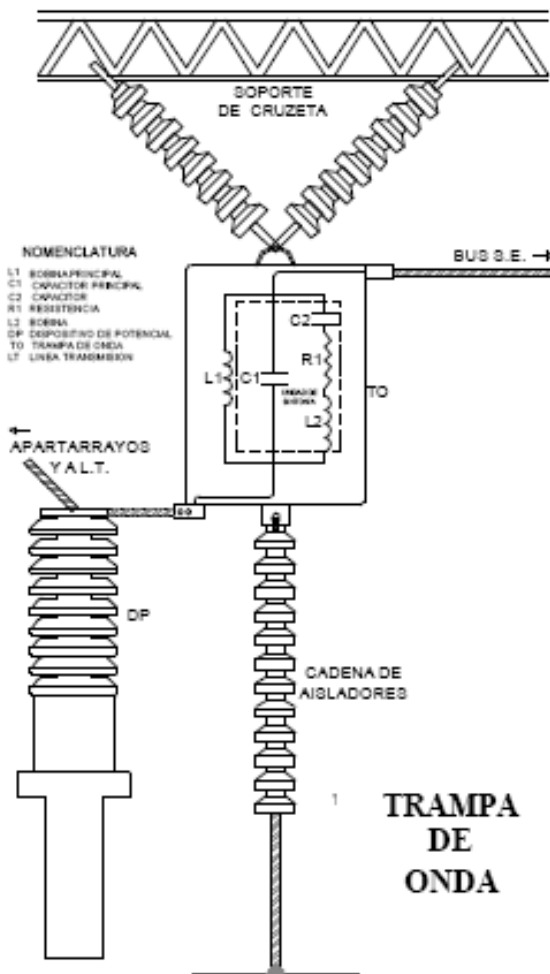 SOPORTE
DE CRUZETA
NOMENCLATURA
L1 BOBINA PRINCIPAL
C1 CAPACITOR PRINCIPAL
C2 CAPACITOR
R1 RESISTENCIA
L2 BOBINA
DP DISPOSITIVO DE POTENCIAL
TO TRAMPA DE ONDA
LT LINEA TRANSMISION
BUS S.E.
C2
R1
L1
C1
L2
TO
APARTARRAYOS
Y A L.T.
DP
CADENA DE
AISLADORES
1
TRAMPA
DE
ONDA